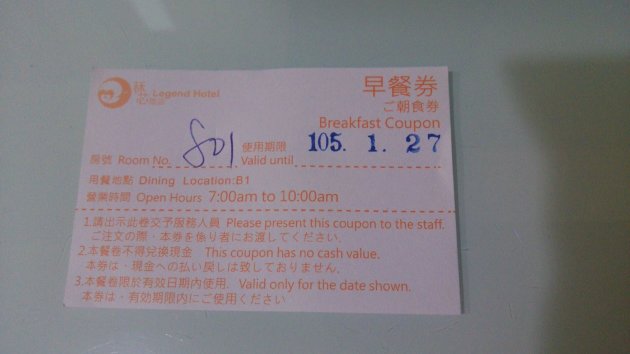 Legend Hotel
早餐券
ご朝食券
Breakfast Coupon
房號 Room No. 801
使用期限 Valid until 105. 1. 27
用餐地點 Dining Location:B1
營業時間 Open Hours 7:00am to 10:00am
1.請出示此卷交予服務人員 Please present this coupon to the staff.
ご注文の際、本券を係り者にお渡してください.
2.本餐卷不得兌換現金 This coupon has no cash value.
本券は、現金への払い戻しは致しておりません.
3.本餐卷限於有效日期內使用. Valid only for the date shown.
本券は、有効期限内にご使用ください